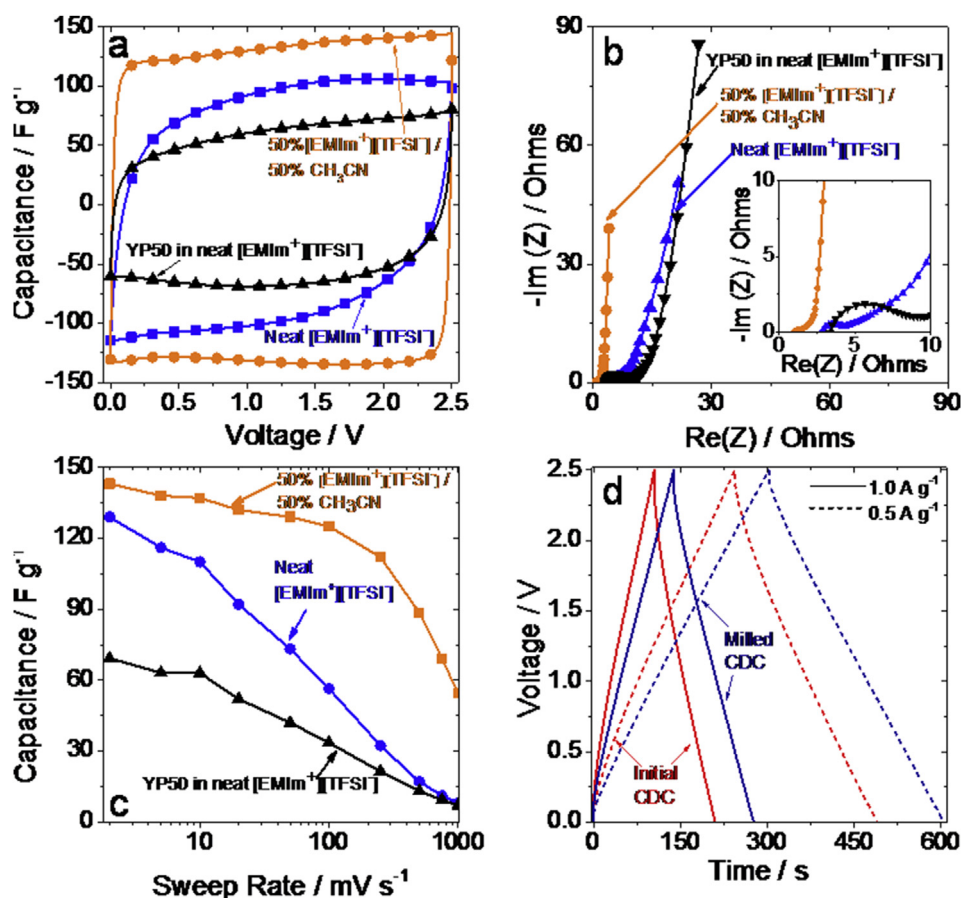 a
150
100
50
0
-50
-100
-150
0.0 0.5 1.0 1.5 2.0 2.5
Capacitance / F g⁻¹
Voltage / V
50%[EMIm⁺][TFSI⁻] /
50% CH₃CN
YP50 in neat [EMIm⁺][TFSI⁻]
Neat [EMIm⁺][TFSI⁻]
b
90
60
30
0
0 30 60 90
-Im (Z) / Ohms
Re(Z) / Ohms
YP50 in neat [EMIm⁺][TFSI⁻]
50% [EMIm⁺][TFSI⁻] /
50% CH₃CN
Neat [EMIm⁺][TFSI⁻]
10
5
0
0 5 10
-Im (Z) / Ohms
Re(Z) / Ohms
c
150
120
90
60
30
0
10 100 1000
Capacitance / F g⁻¹
Sweep Rate / mV s⁻¹
50% [EMIm⁺][TFSI⁻] /
50% CH₃CN
Neat
[EMIm⁺][TFSI⁻]
YP50 in neat [EMIm⁺][TFSI⁻]
d
2.5
2.0
1.5
1.0
0.5
0.0
0 150 300 450 600
Voltage / V
Time / s
1.0 A g⁻¹
0.5 A g⁻¹
Milled
CDC
Initial
CDC